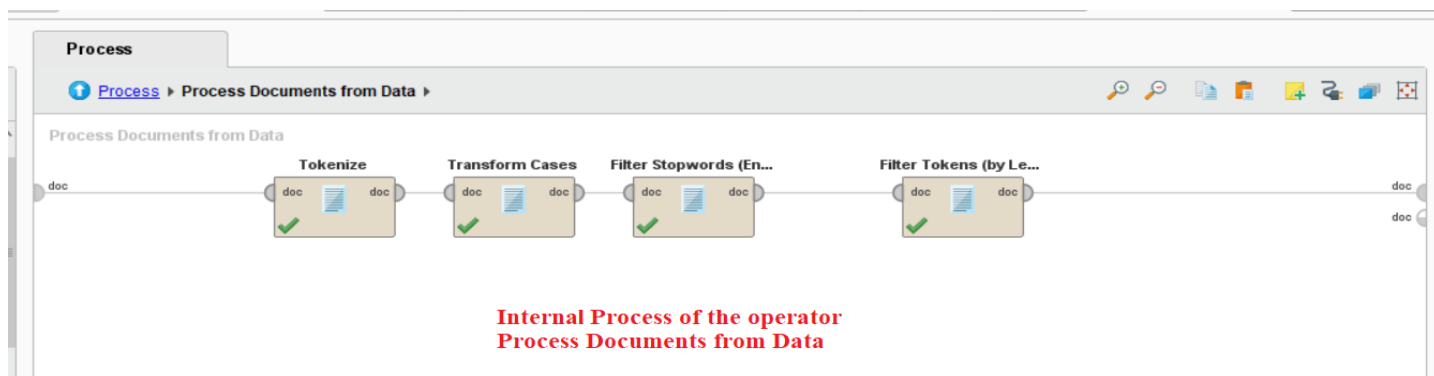 Process
Process Documents from Data
Process Documents from Data
Tokenize Transform Cases Filter Stopwords (En... Filter Tokens (by Le...
doc doc doc doc doc doc doc doc doc doc
doc
Internal Process of the operator
Process Documents from Data